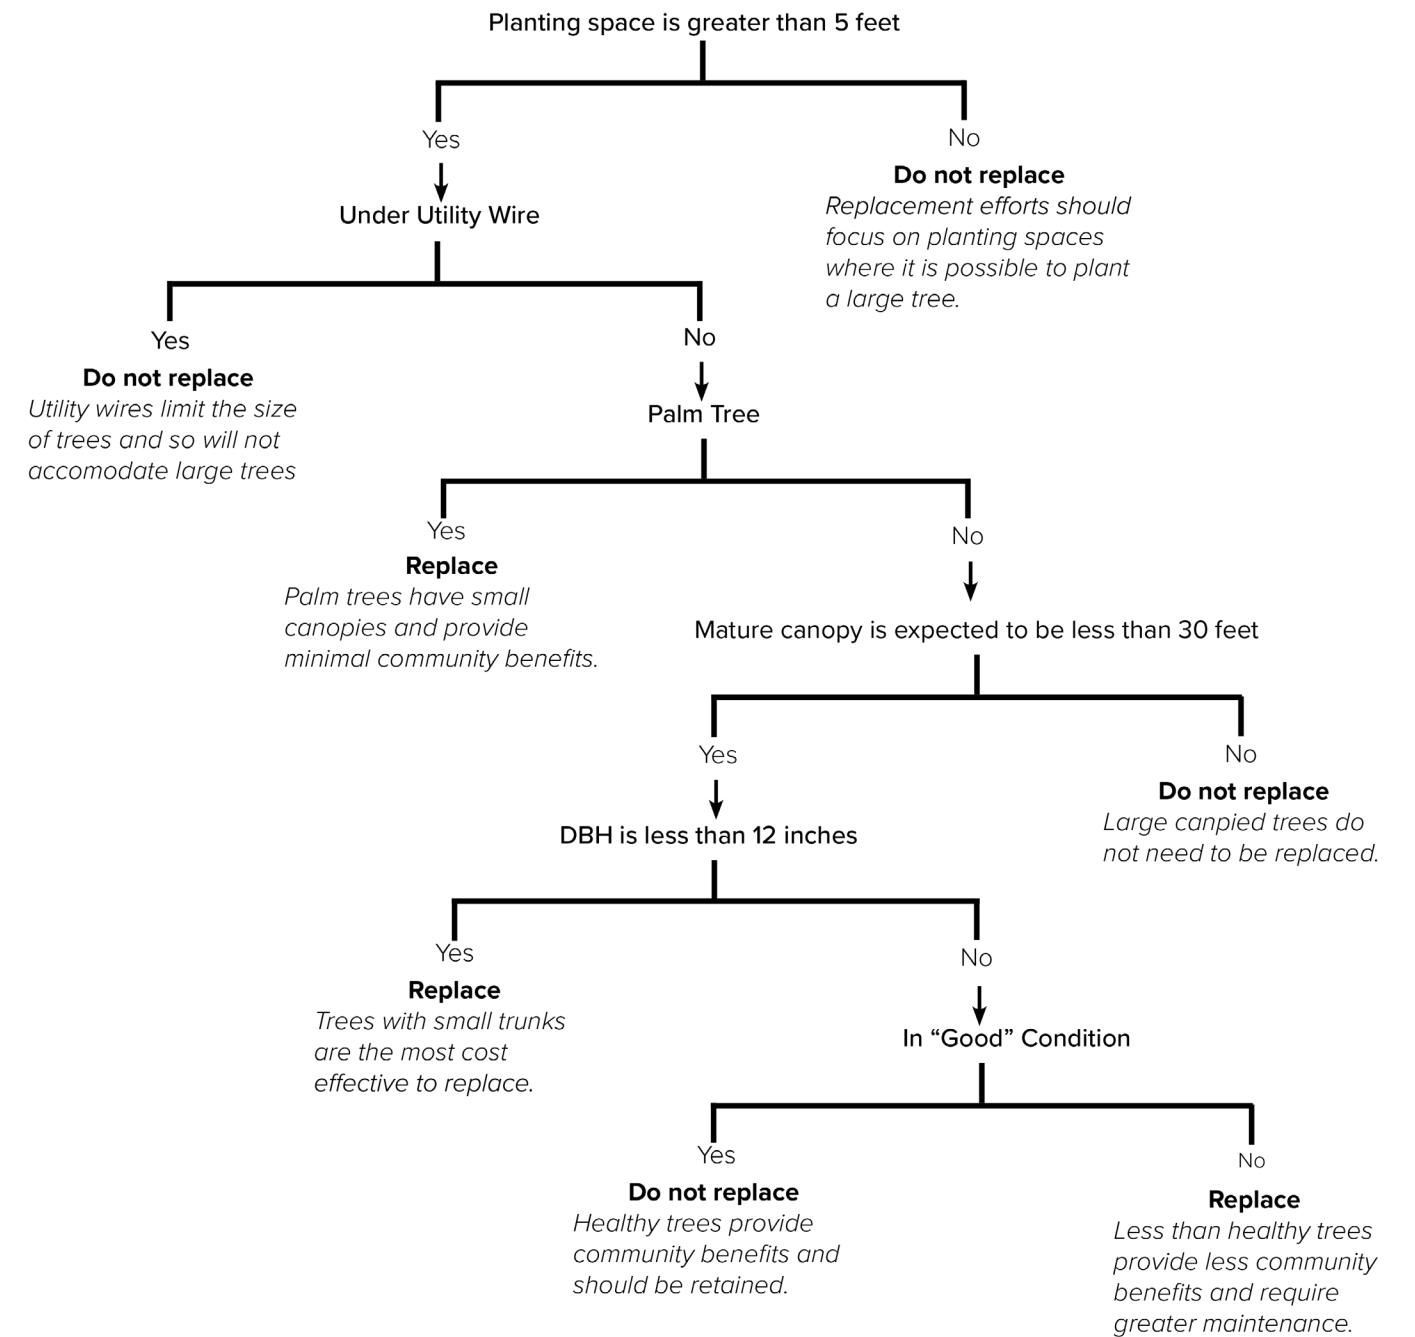 Planting space is greater than 5 feet
Yes
No
Do not replace
Replacement efforts should
focus on planting spaces
where it is possible to plant
a large tree.
Under Utility Wire
Yes
No
Do not replace
Utility wires limit the size
of trees and so will not
accomodate large trees
Palm Tree
Yes
No
Replace
Palm trees have small
canopies and provide
minimal community benefits.
Mature canopy is expected to be less than 30 feet
Yes
No
Do not replace
Large canpied trees do
not need to be replaced.
DBH is less than 12 inches
Yes
No
Replace
Trees with small trunks
are the most cost
effective to replace.
In “Good” Condition
Yes
No
Do not replace
Healthy trees provide
community benefits and
should be retained.
Replace
Less than healthy trees
provide less community
benefits and require
greater maintenance.